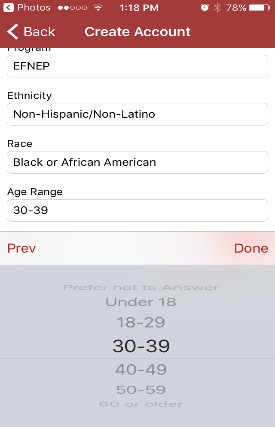 Photos 1:18 PM 78%
Back Create Account
Program
EFNEP
Ethnicity
Non-Hispanic/Non-Latino
Race
Black or African American
Age Range
30-39
Prev Done
Prefer not to Answer
Under 18
18-29
30-39
40-49
50-59
60 or older